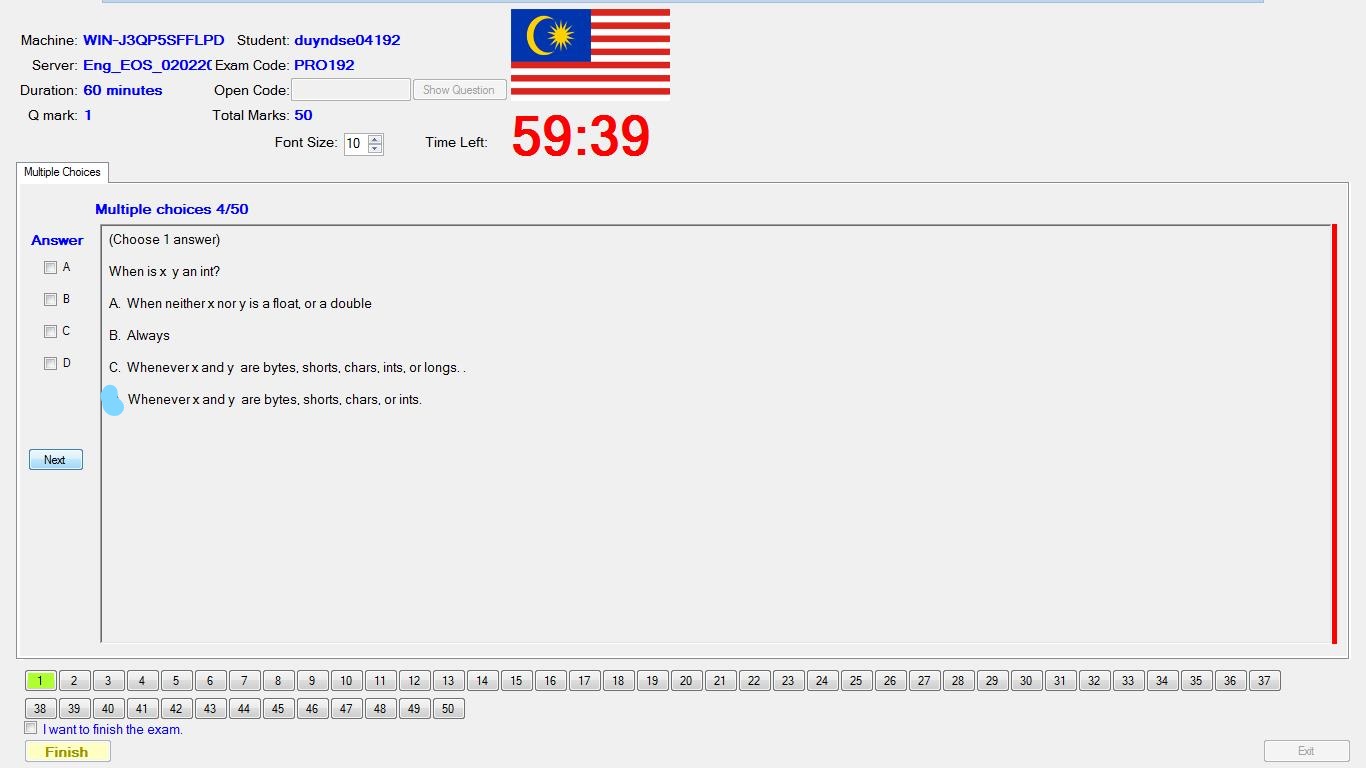 Machine: WIN-J3QP5SFFLPD Student: duyndse04192
Server: Eng_EOS_020220 Exam Code: PRO192
Duration: 60 minutes Open Code: Show Question
Q mark: 1 Total Marks: 50
Font Size: 10 Time Left: 59:39
Multiple Choices
Multiple choices 4/50
Answer
(Choose 1 answer)
A
When is x y an int?
B
A. When neither x nor y is a float, or a double
C
B. Always
D
C. Whenever x and y are bytes, shorts, chars, ints, or longs. .
Whenever x and y are bytes, shorts, chars, or ints.
Next
1 2 3 4 5 6 7 8 9 10 11 12 13 14 15 16 17 18 19 20 21 22 23 24 25 26 27 28 29 30 31 32 33 34 35 36 37
38 39 40 41 42 43 44 45 46 47 48 49 50
I want to finish the exam.
Finish Exit